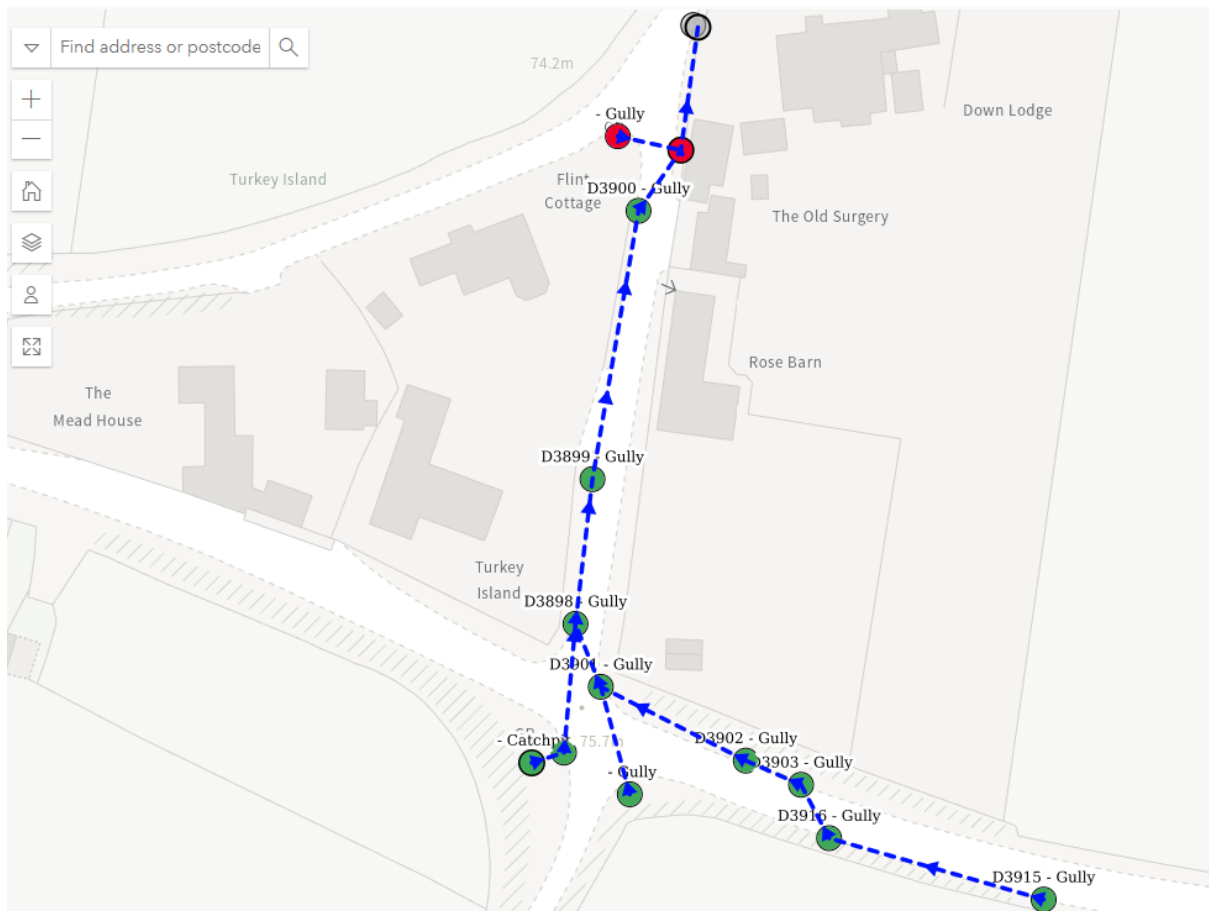 Find address or postcode
74.2m
Down Lodge
- Gully
Turkey Island
Flint
Cottage
D3900 - Gully
The Old Surgery
Rose Barn
The
Mead House
D3899 - Gully
Turkey
Island
D3898 - Gully
D3901 - Gully
- Catchpit
75.7m
D3902 - Gully
D3903 - Gully
- Gully
D3916 - Gully
D3915 - Gully